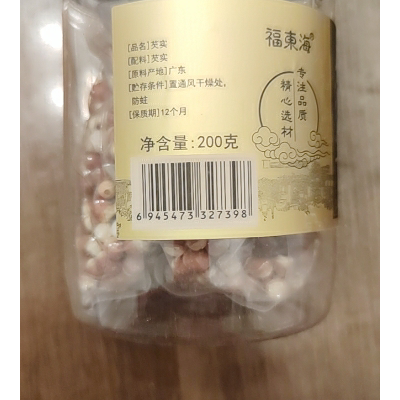 [品名]芡实
[配料]芡实
[原料产地]广东
[贮存条件]置通风干燥处,
防蛀
[保质期]12个月
净含量:200克
6 945473 327398
福東海®
专注品质
精心选材